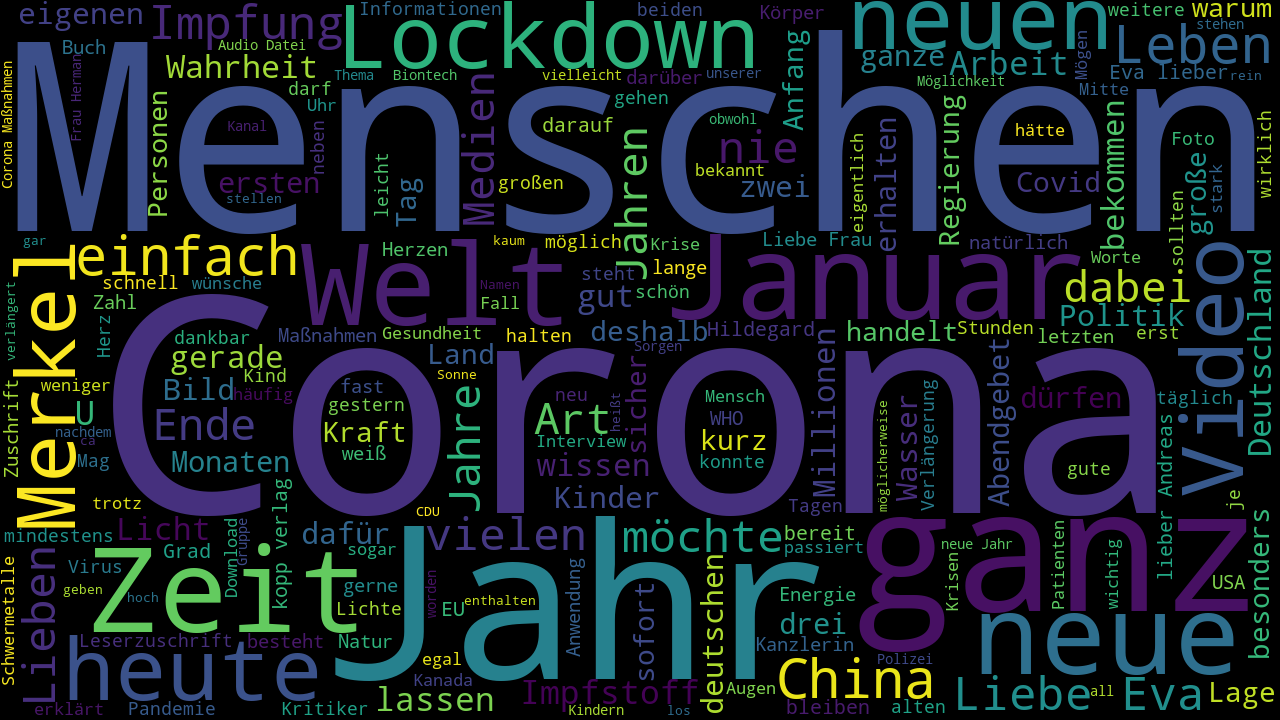 eigenen
Impfung
Informationen
Lockdown
beiden
Körper
neuen
weitere
warum
stehen
Buch
Audio Datei
Wahrheit
Thema
Biontech
vielleicht
darüber
unserer
gehen
Anfang
ganze
Arbeit
Mögen
Leben
Eva lieber
rein
Möglichkeit
Mitte
Corona Maßnahmen
Frau Herman
Menschen
Personen
darf
Uhr
Kanal
neben
ersten
stellen
leicht
Tag
Medien
darauf
großen
Jahren
obwohl
nie
bekannt
zwei
eigentlich
erhalten
Regierung
hätte
Covid
bekommen
Foto
große
stark
wirklich
sollten
gar
einfach
Merkel
verlängert
schnell
wünsche
Welt
Herzen
kaum
möglich
Krise
Liebe Frau
natürlich
Worte
Januar
steht
lange
Namen
Fall
gut
schön
dabei
Video
Deutschland
Zahl
Herz
dankbar
Maßnahmen
Gesundheit
halten
deshalb
Hildegard
handelt
Stunden
Politik
letzten
erst
gerade
Land
Sorgen
Corona
weniger
Kind
Bild
häufig
fast
Sonne
neu
sicher
Mensch
Millionen
Abendgebet
dürfen
täglich
Zuschrift
U
Ende
gestern
Kraft
weiß
Jahre
Art
heißt
WHO
kurz
konnte
Interview
wissen
möglicherweise
Wasser
Verlängerung
gute
Andreas
nachdem
ca
Mag
Monaten
Kinder
Tagen
je
trotz
CDU
mindestens
Licht
kopp verlag
Download
Gruppe
dafür
vielen
möchte
bereit
passiert
ganz
neue Jahr
lieber
besonders
Zeit
Grad
sogar
Jahr
Virus
Schwermetalle
Lieben
geben
hoch
gerne
Lichte
worden
EU
enthalten
Anwendung
sofort
deutschen
Energie
Krisen
Patienten
wichtig
USA
Leserzuschrift
besteht
Natur
drei
Kanzlerin
neue
heute
egal
Kanada
Polizei
China
Augen
Impfstoff
lassen
Liebe
all
Eva
Lage
erklärt
Pandemie
Kritiker
Kindern
los
bleiben
alten